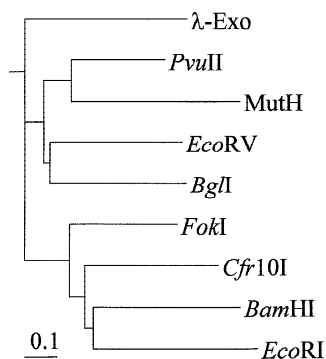 λ-Exo
PvuII
MutH
EcoRV
BglI
FokI
Cfr10I
BamHI
EcoRI
0.1